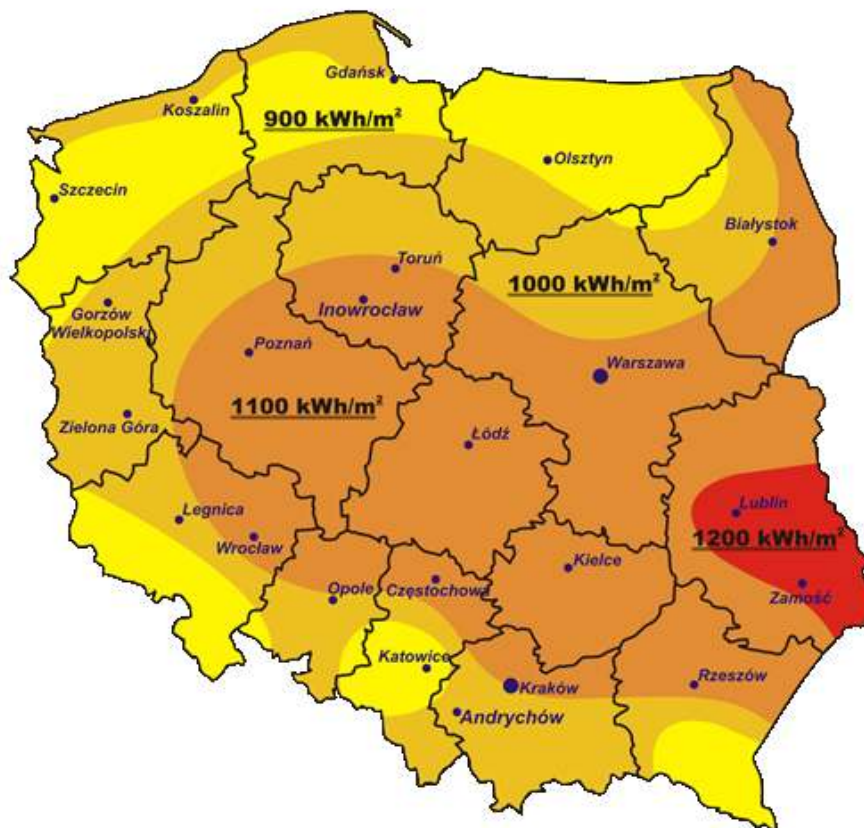 Gdańsk
Koszalin
900 kWh/m²
Olsztyn
Szczecin
Białystok
Toruń
1000 kWh/m²
Inowrocław
Gorzów
Wielkopolski
Poznań
Warszawa
1100 kWh/m²
Zielona Góra
Łódź
Legnica
Lublin
Wrocław
1200 kWh/m²
Kielce
Opole
Częstochowa
Zamość
Katowice
Kraków
Rzeszów
Andrychów